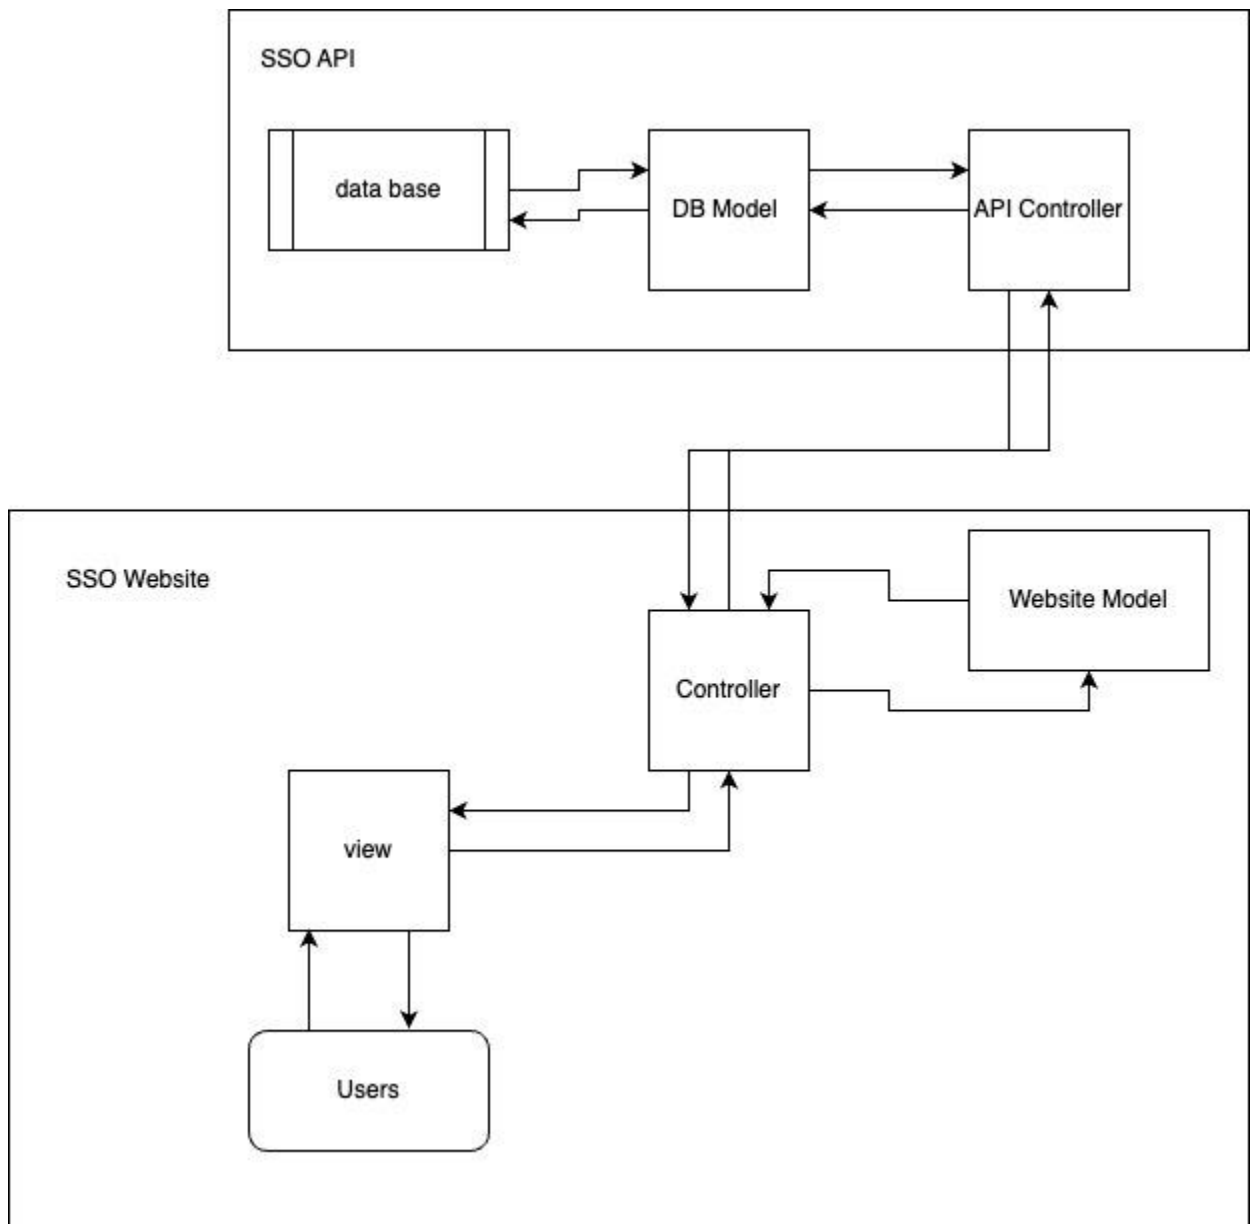 SSO API
data base
DB Model
API Controller
SSO Website
Website Model
Controller
view
Users